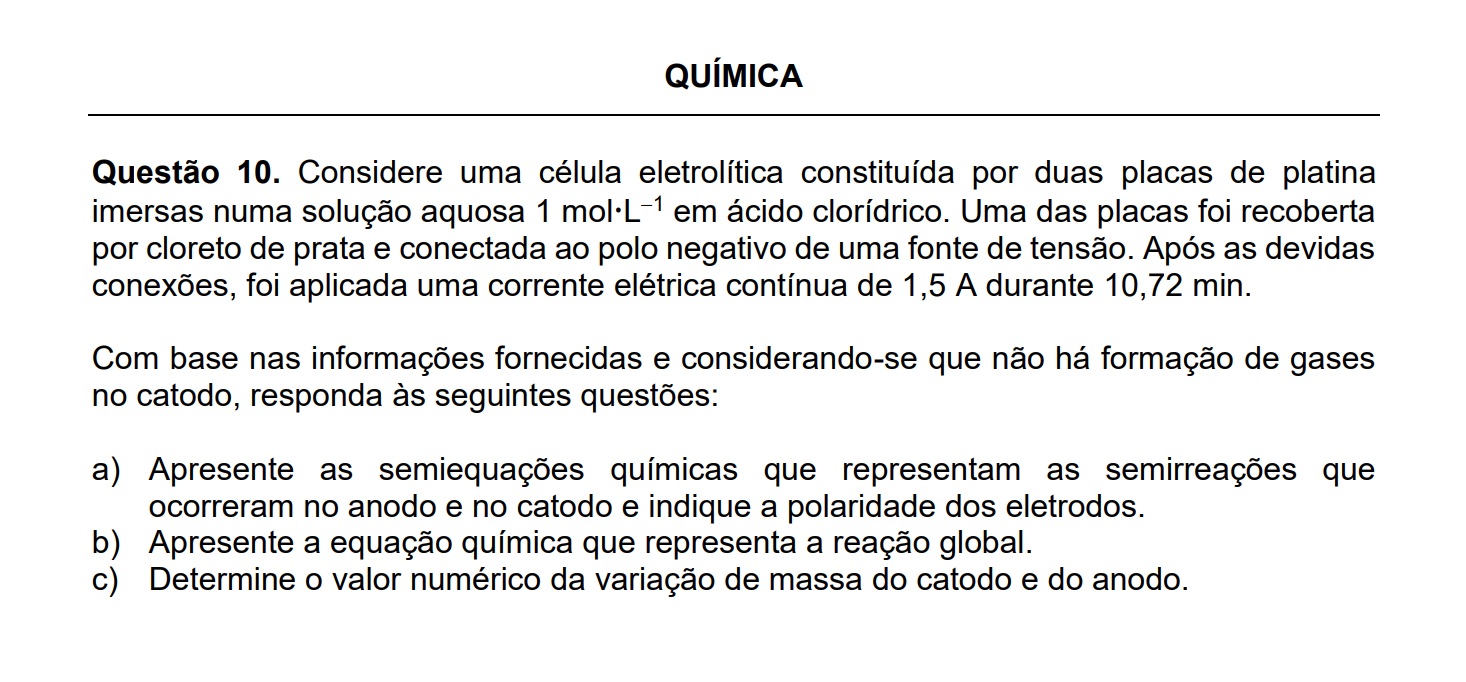 QUÍMICA
Questão 10. Considere uma célula eletrolítica constituída por duas placas de platina
imersas numa solução aquosa 1 mol·L⁻¹ em ácido clorídrico. Uma das placas foi recoberta
por cloreto de prata e conectada ao polo negativo de uma fonte de tensão. Após as devidas
conexões, foi aplicada uma corrente elétrica contínua de 1,5 A durante 10,72 min.
Com base nas informações fornecidas e considerando-se que não há formação de gases
no catodo, responda às seguintes questões:
a) Apresente as semiequações químicas que representam as semirreações que
ocorreram no anodo e no catodo e indique a polaridade dos eletrodos.
b) Apresente a equação química que representa a reação global.
c) Determine o valor numérico da variação de massa do catodo e do anodo.